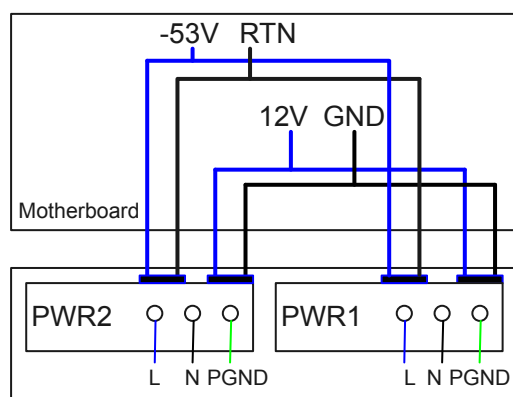 -53V RTN
12V GND
Motherboard
PWR2 PWR1
L N PGND L N PGND